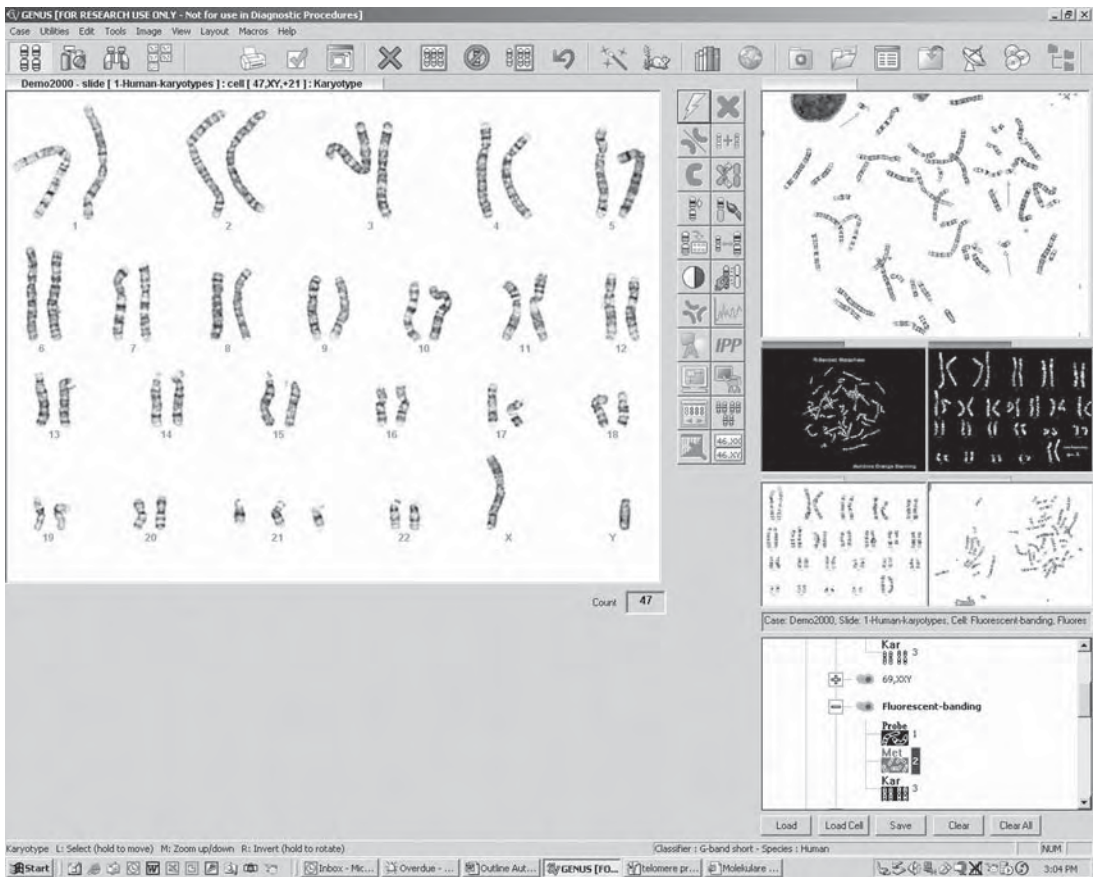 GENUS [FOR RESEARCH USE ONLY - Not for use in Diagnostic Procedures]
Case Utilities Edit Tools Image View Layout Macros Help
Demo2000 - slide [ 1-Human-karyotypes ] : cell [ 47,XY,+21 ] : Karyotype
1 2 3 4 5
6 7 8 9 10 11 12
13 14 15 16 17 18
19 20 21 22 X Y
Count 47
IPP
46,XX
46,XY
Case: Demo2000, Slide: 1-Human-karyotypes, Cell: Fluorescent-banding, Fluores
Kar
3
69,XXY
Fluorescent-banding
Probe
1
Met
2
Kar
3
Load Load Cell Save Clear Clear All
Karyotype L: Select (hold to move) M: Zoom up/down R: Invert (hold to rotate)
Classifier : G-band short - Species : Human
NUM
Start
Inbox - Mic...
Overdue - ...
Outline Aut...
GENUS [FO...
telomere pr...
Molekulare ...
3:04 PM